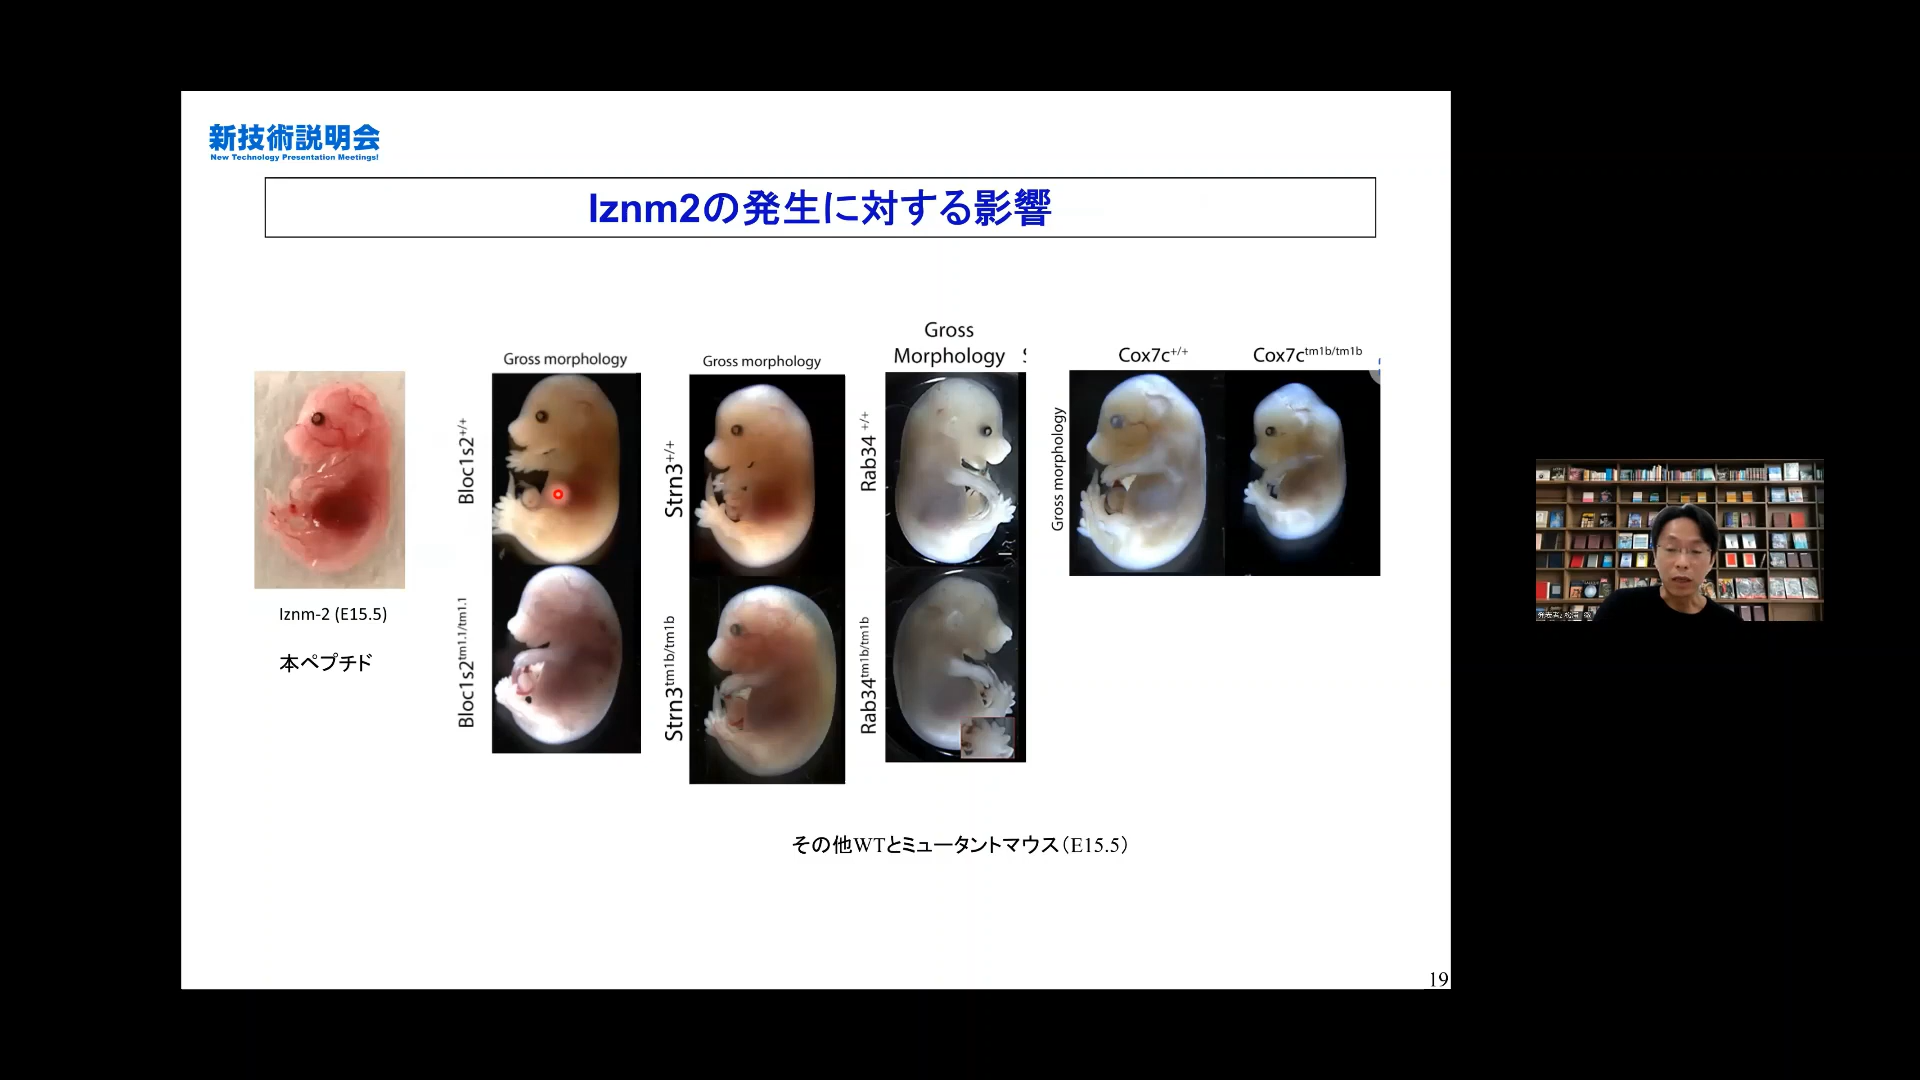 新技術説明会
New Technology Presentation Meetings!
Iznm2の発生に対する影響
Iznm-2 (E15.5)
本ペプチド
Gross morphology
Bloc1s2+/+
Bloc1s2tm1.1/tm1.1
Gross morphology
Strn3+/+
Strn3tm1b/tm1b
Gross
Morphology
Rab34 +/+
Rab34tm1b/tm1b
Cox7c+/+
Cox7ctm1b/tm1b
Gross morphology
その他WTとミュータントマウス（E15.5）
19